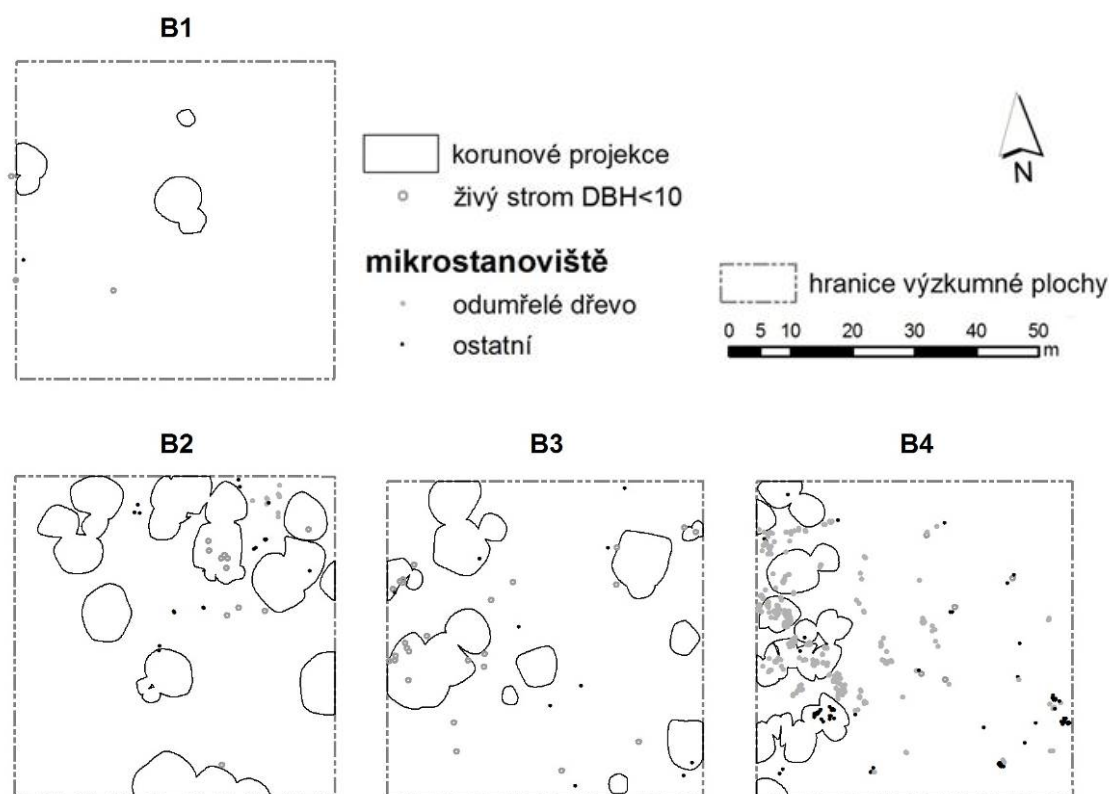 B1
korunové projekce
živý strom DBH<10
mikrostanoviště
odumřelé dřevo
ostatní
N
hranice výzkumné plochy
0 5 10 20 30 40 50
m
B2 B3 B4